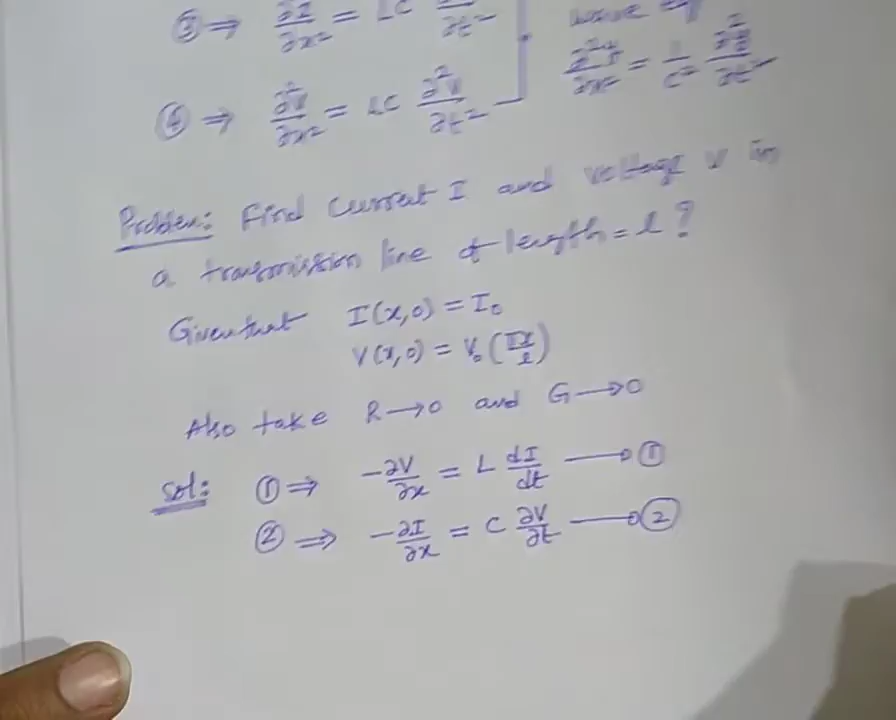 ③ ⇒ ∂²I/∂x² = LC ∂²I/∂t²
wave
④ ⇒ ∂²V/∂x² = LC ∂²V/∂t²
∂²y/∂x² = 1/c² ∂²y/∂t²
Problem: Find Current I and voltage V in
a transmission line of length = l ?
Given that I(x,0) = I₀
V(x,0) = V₀ (πx/l)
Also take R → 0 and G → 0
Sol: ① ⇒ -∂V/∂x = L dI/dt → ①
② ⇒ -∂I/∂x = C ∂V/∂t → ②